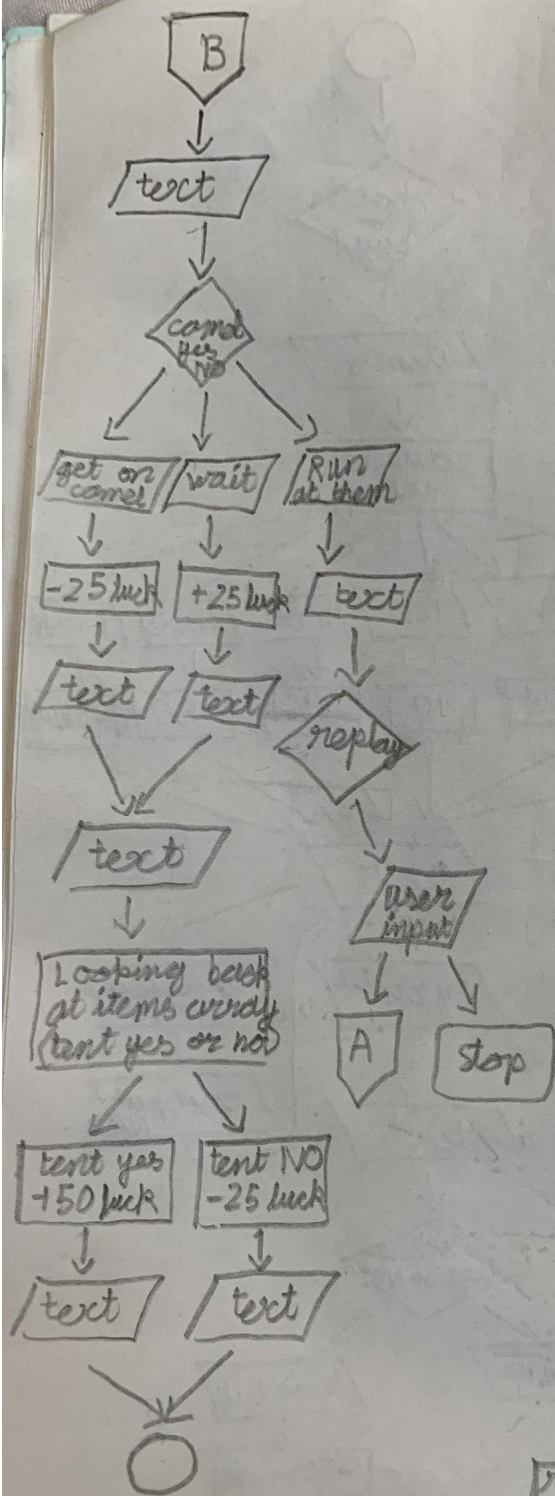 B
text
camel
yes
NO
get on
camel
wait
Run
at them
-25 luck
+25 luck
text
text
text
replay
text
user
input
Looking back
at items array
(tent yes or no)
A
stop
tent yes
+50 luck
tent NO
-25 luck
text
text